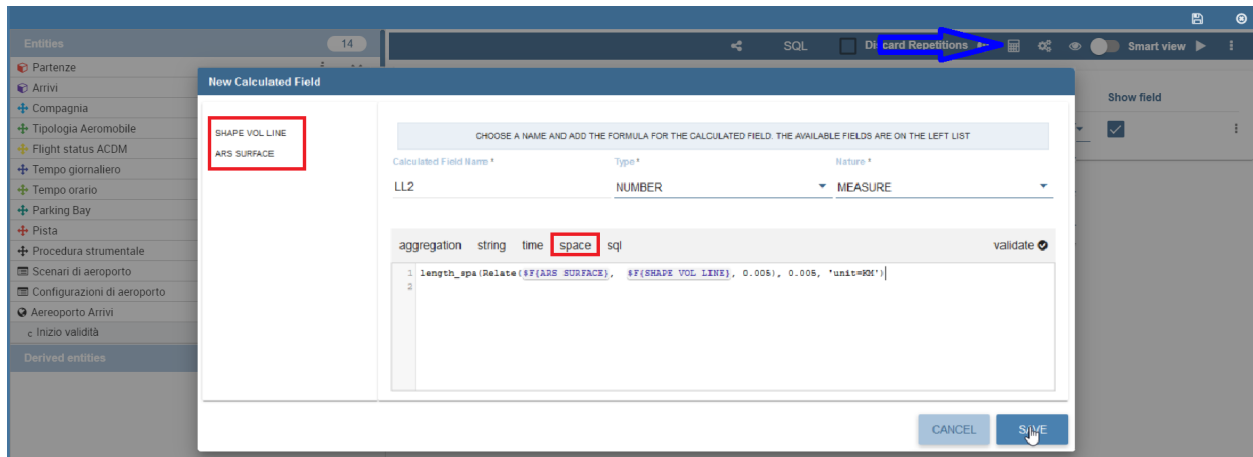 Entities 14
SQL Discard Repetitions Smart view
Partenze
Arrivi
Compagnia
Tipologia Aeromobile
Flight status ACDM
Tempo giornaliero
Tempo orario
Parking Bay
Pista
Procedura strumentale
Scenari di aeroporto
Configurazioni di aeroporto
Aereoporto Arrivi
c Inizio validità
Derived entities
New Calculated Field
SHAPE VOL LINE
ARS SURFACE
CHOOSE A NAME AND ADD THE FORMULA FOR THE CALCULATED FIELD. THE AVAILABLE FIELDS ARE ON THE LEFT LIST
Calculated Field Name * Type * Nature *
LL2 NUMBER MEASURE
aggregation string time space sql validate
1 length_spa(Relate($F{ARS SURFACE}, $F{SHAPE VOL LINE}, 0.005), 0.005, 'unit=KM')
2
CANCEL SAVE
Show field